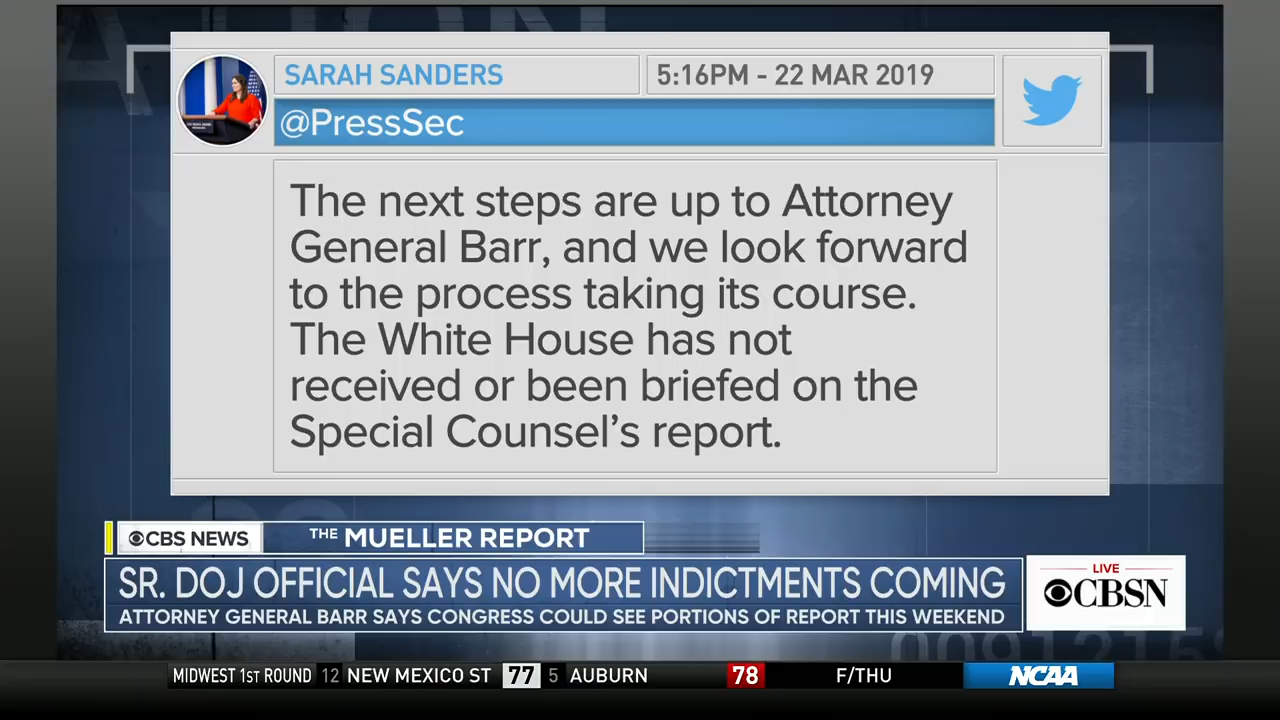 SARAH SANDERS
5:16PM - 22 MAR 2019
@PressSec
The next steps are up to Attorney
General Barr, and we look forward
to the process taking its course.
The White House has not
received or been briefed on the
Special Counsel's report.
CBS NEWS
THE MUELLER REPORT
SR. DOJ OFFICIAL SAYS NO MORE INDICTMENTS COMING
ATTORNEY GENERAL BARR SAYS CONGRESS COULD SEE PORTIONS OF REPORT THIS WEEKEND
LIVE
CBSN
MIDWEST 1ST ROUND 12 NEW MEXICO ST 77 5 AUBURN 78 F/THU NCAA